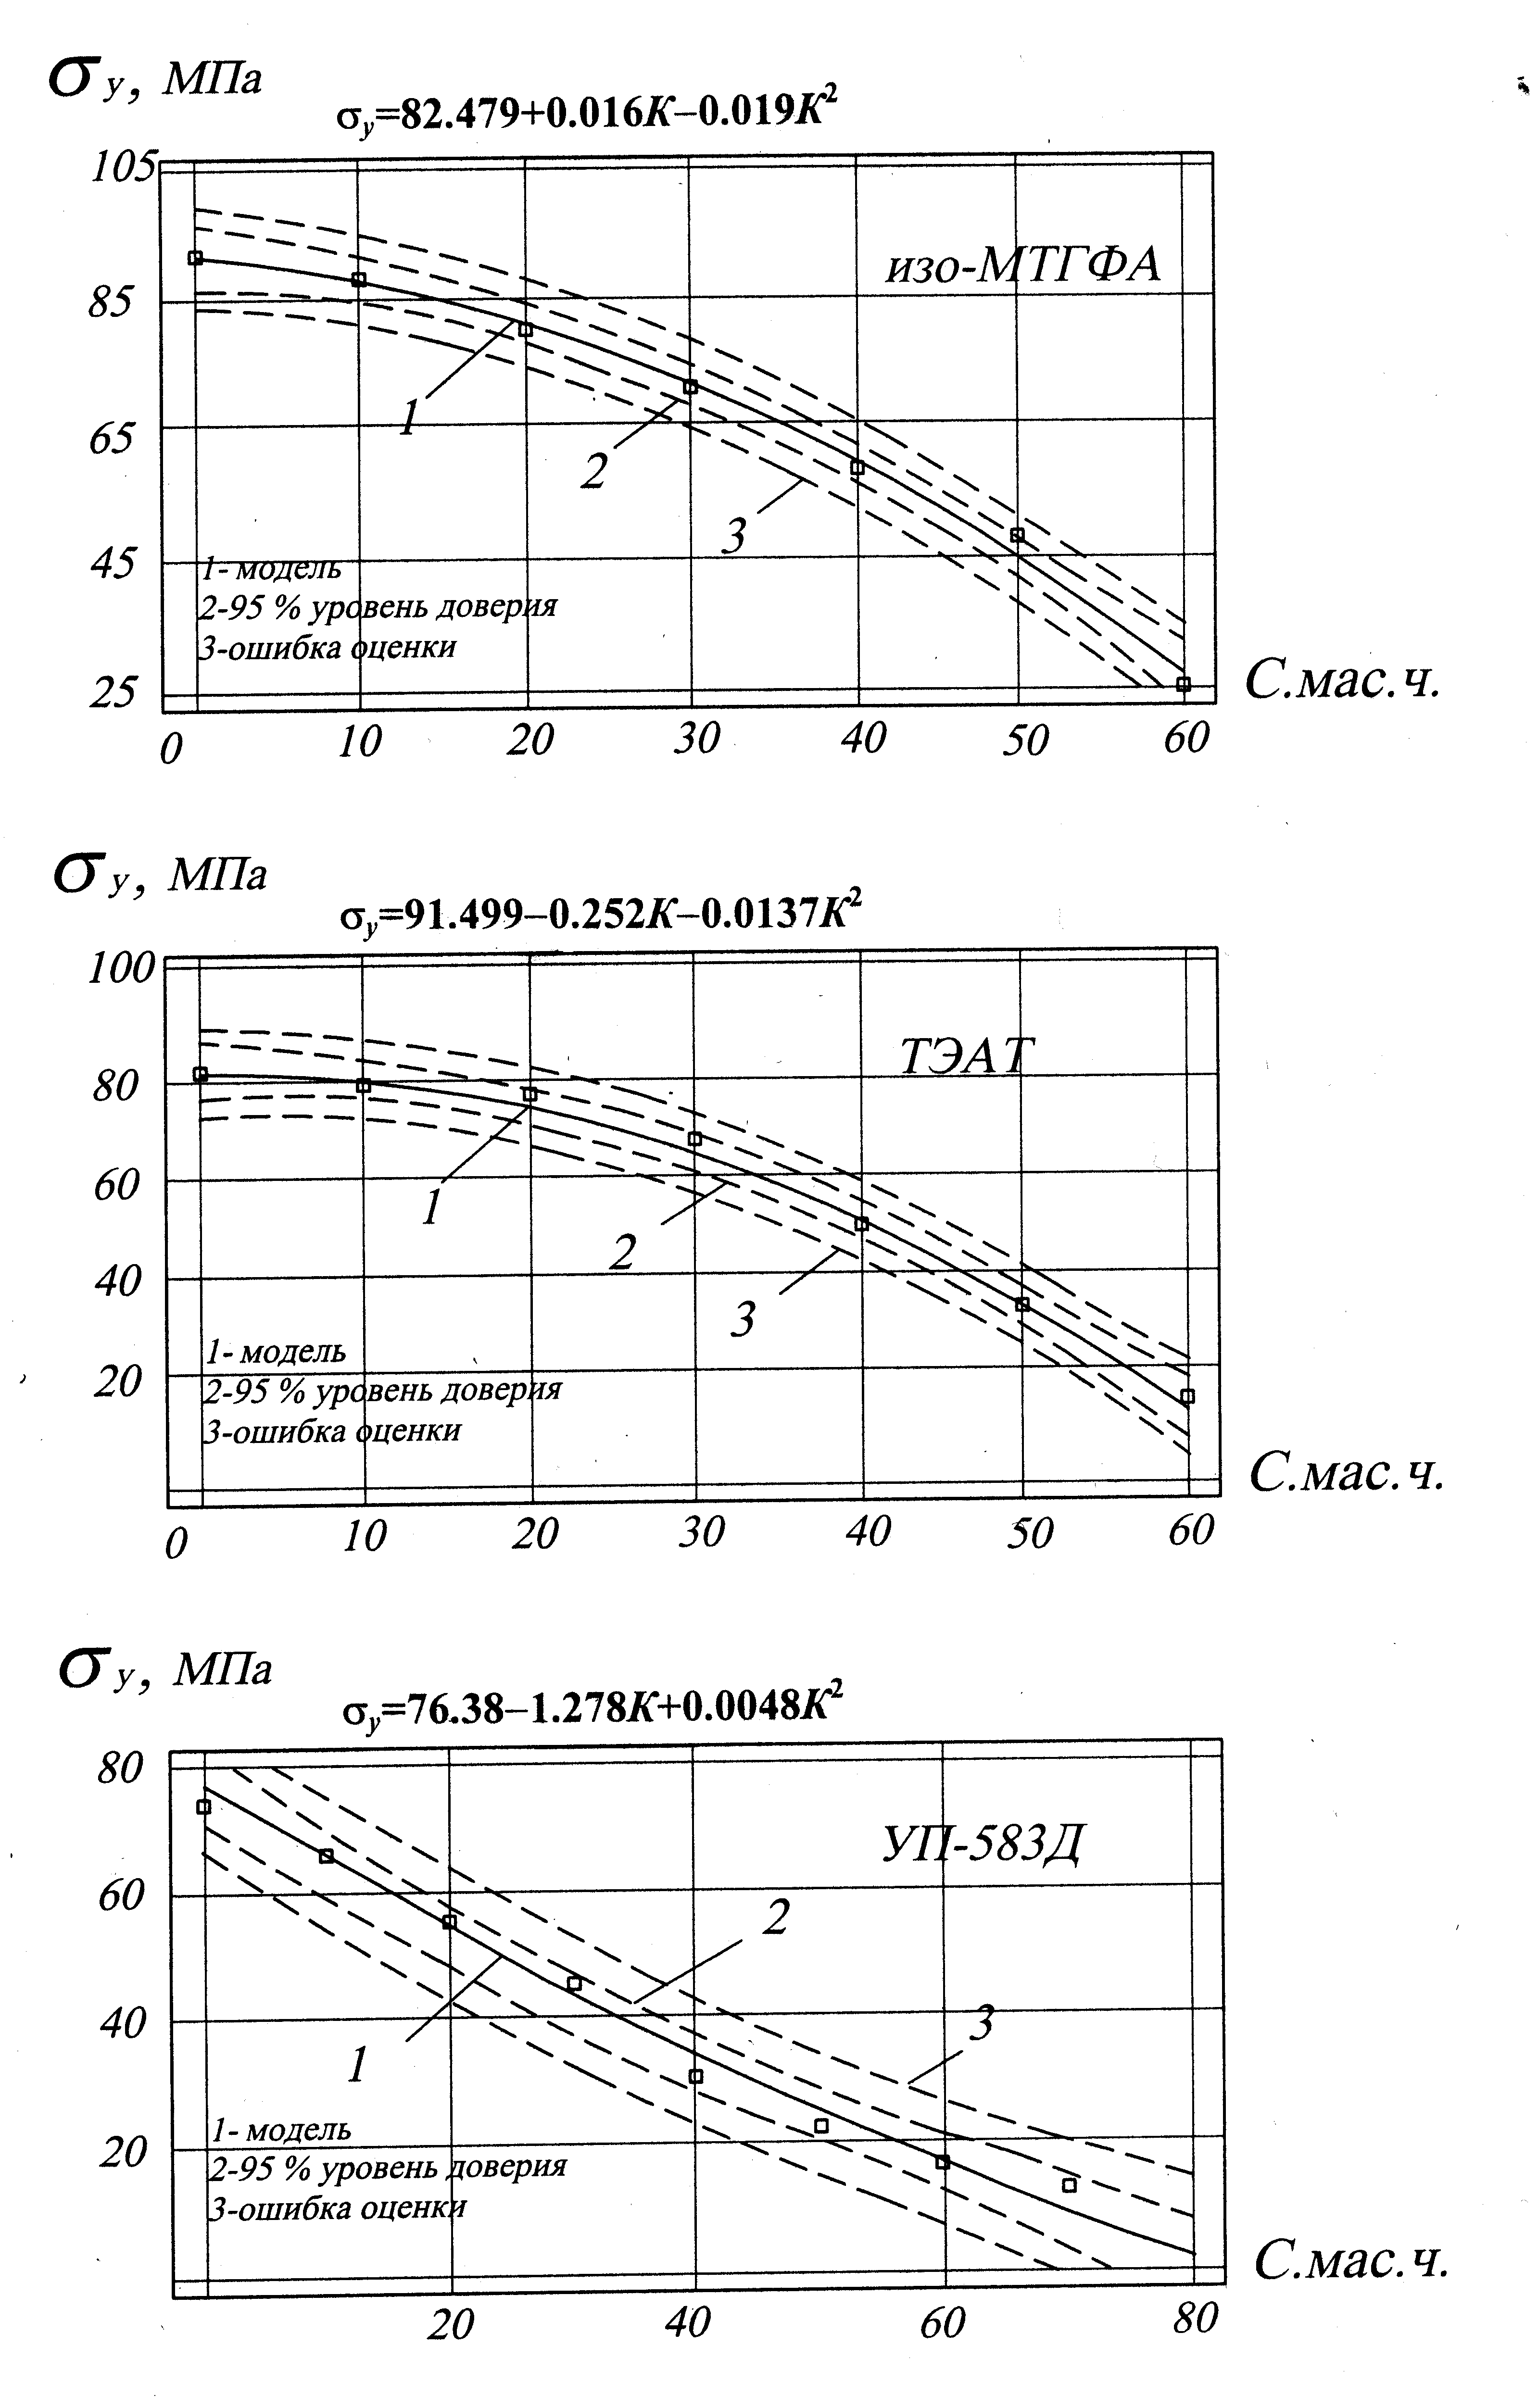 σy, МПа
σy=82.479+0.016K–0.019K²
105
изо-МТГФА
85
1
65
2
3
45
1- модель
2-95 % уровень доверия
3-ошибка оценки
25
С.мас.ч.
0 10 20 30 40 50 60
σy, МПа
σy=91.499–0.252K–0.0137K²
100
ТЭАТ
80
60
1
2
40
3
1- модель
20
2-95 % уровень доверия
3-ошибка оценки
С.мас.ч.
0 10 20 30 40 50 60
σy, МПа
σy=76.38–1.278K+0.0048K²
80
УП-583Д
60
2
40
3
1
1- модель
20
2-95 % уровень доверия
3-ошибка оценки
С.мас.ч.
20 40 60 80